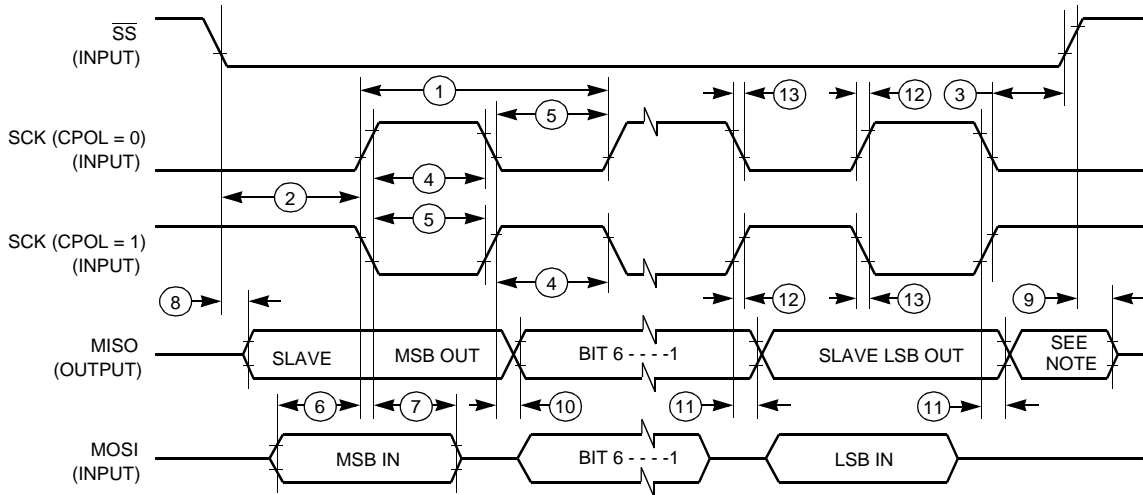 SS
(INPUT)
1
13
12
3
5
SCK (CPOL = 0)
(INPUT)
4
2
5
SCK (CPOL = 1)
(INPUT)
4
8
12
13
9
MISO
(OUTPUT)
SLAVE
MSB OUT
BIT 6 - - - - 1
SLAVE LSB OUT
SEE
NOTE
6
7
10
11
11
MOSI
(INPUT)
MSB IN
BIT 6 - - - - 1
LSB IN